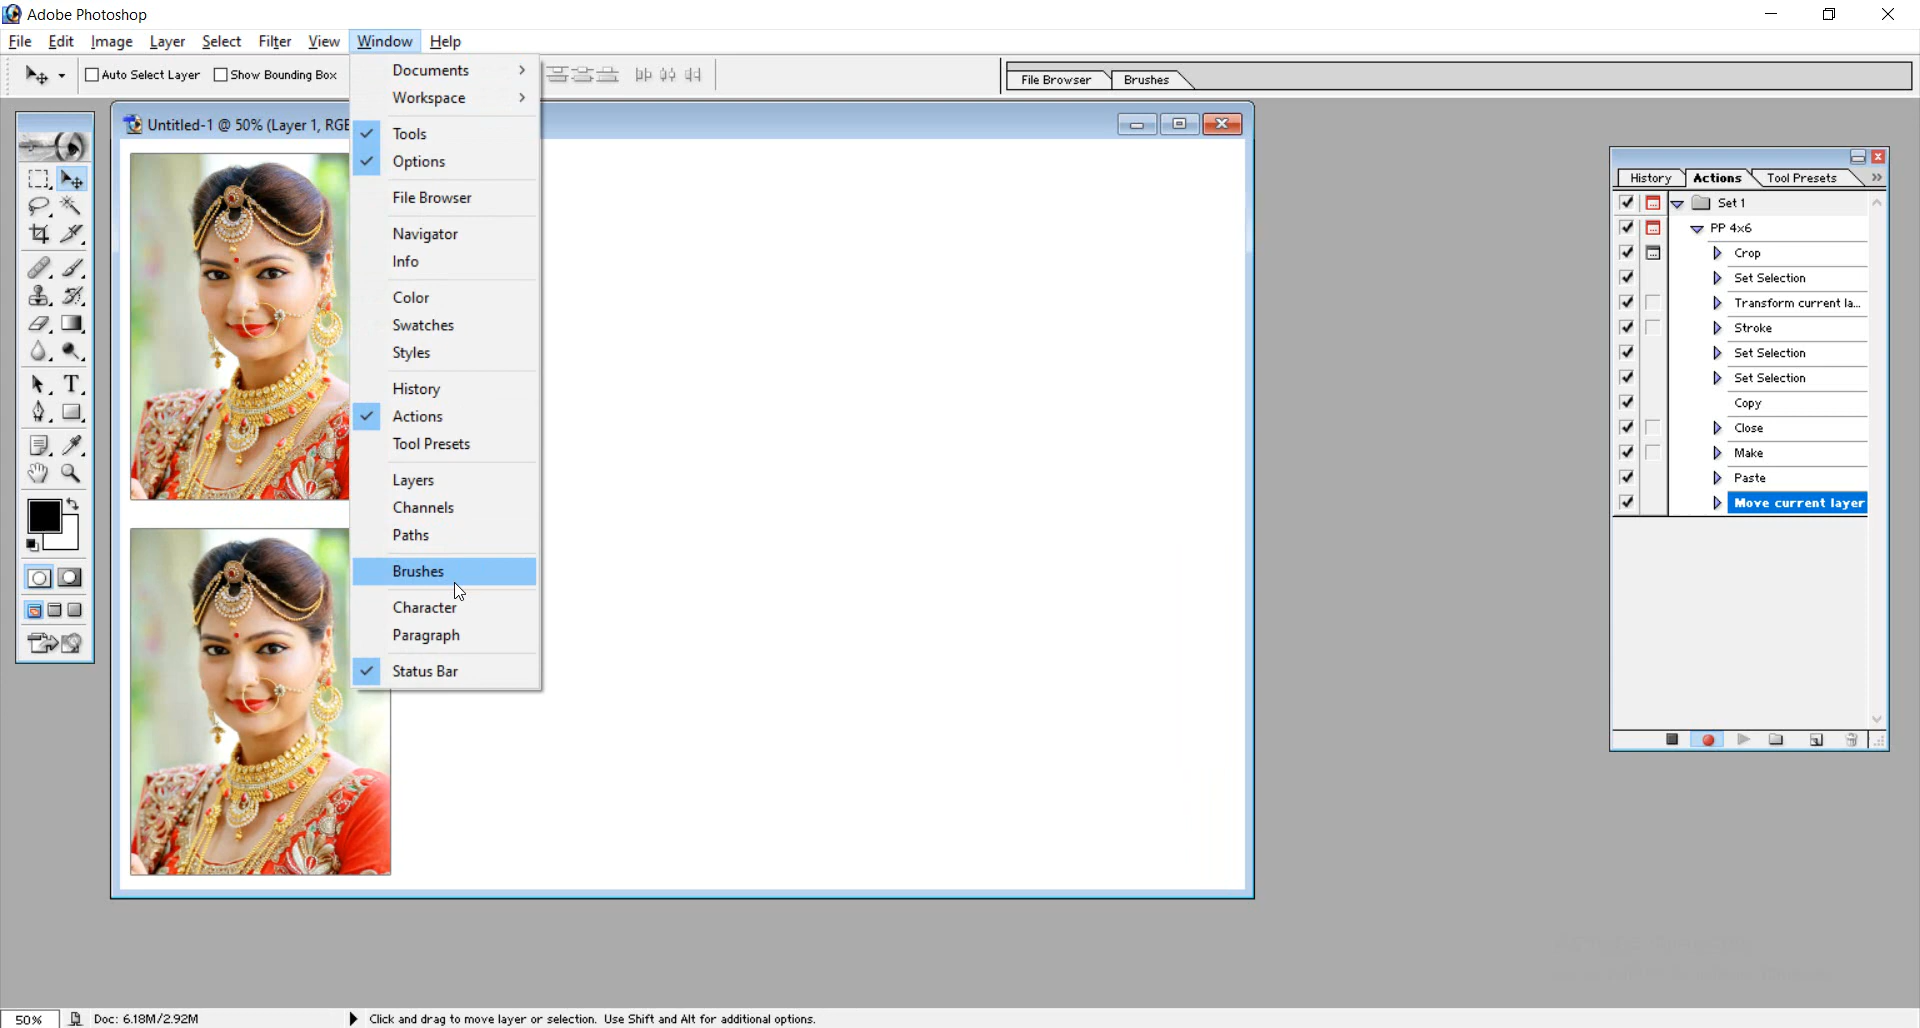 Adobe Photoshop
File Edit Image Layer Select Filter View Window Help
Auto Select Layer Show Bounding Box
File Browser Brushes
Untitled-1 @ 50% (Layer 1, RGB
Documents
Workspace
Tools
Options
File Browser
Navigator
Info
Color
Swatches
Styles
History
Actions
Tool Presets
Layers
Channels
Paths
Brushes
Character
Paragraph
Status Bar
History Actions Tool Presets
Set 1
PP 4x6
Crop
Set Selection
Transform current la...
Stroke
Set Selection
Set Selection
Copy
Close
Make
Paste
Move current layer
50% Doc: 6.18M/2.92M Click and drag to move layer or selection. Use Shift and Alt for additional options.